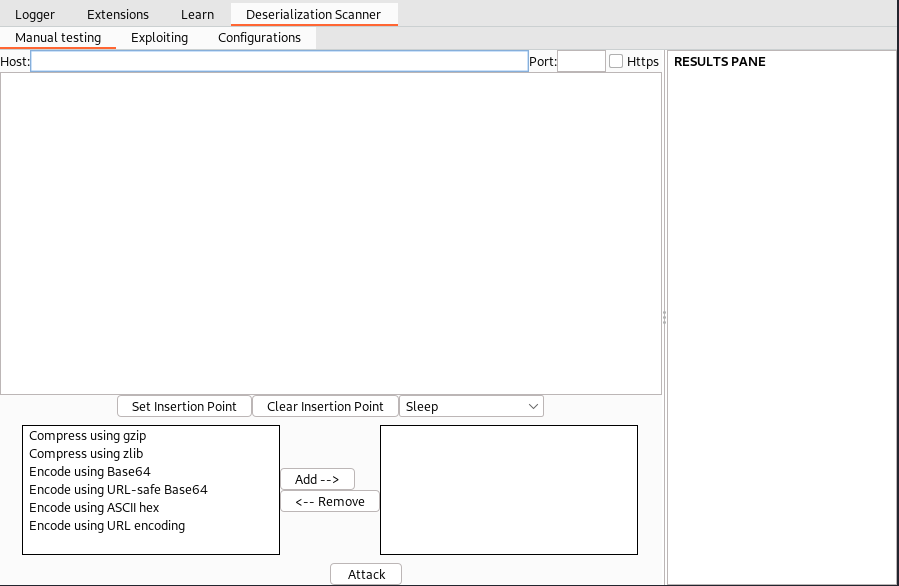 Logger Extensions Learn Deserialization Scanner
Manual testing Exploiting Configurations
Host: Port: Https
RESULTS PANE
Set Insertion Point Clear Insertion Point Sleep
Compress using gzip
Compress using zlib
Encode using Base64
Encode using URL-safe Base64
Encode using ASCII hex
Encode using URL encoding
Add -->
<-- Remove
Attack